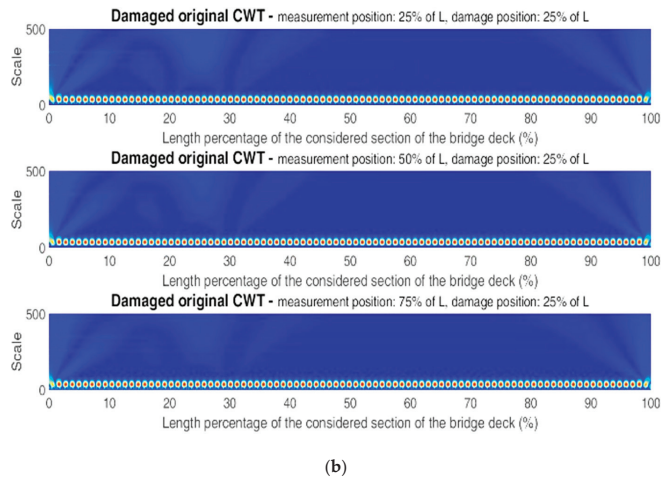 Damaged original CWT - measurement position: 25% of L, damage position: 25% of L
500
Scale
0
0 10 20 30 40 50 60 70 80 90 100
Length percentage of the considered section of the bridge deck (%)
Damaged original CWT - measurement position: 50% of L, damage position: 25% of L
500
Scale
0
0 10 20 30 40 50 60 70 80 90 100
Length percentage of the considered section of the bridge deck (%)
Damaged original CWT - measurement position: 75% of L, damage position: 25% of L
500
Scale
0
0 10 20 30 40 50 60 70 80 90 100
Length percentage of the considered section of the bridge deck (%)
(b)